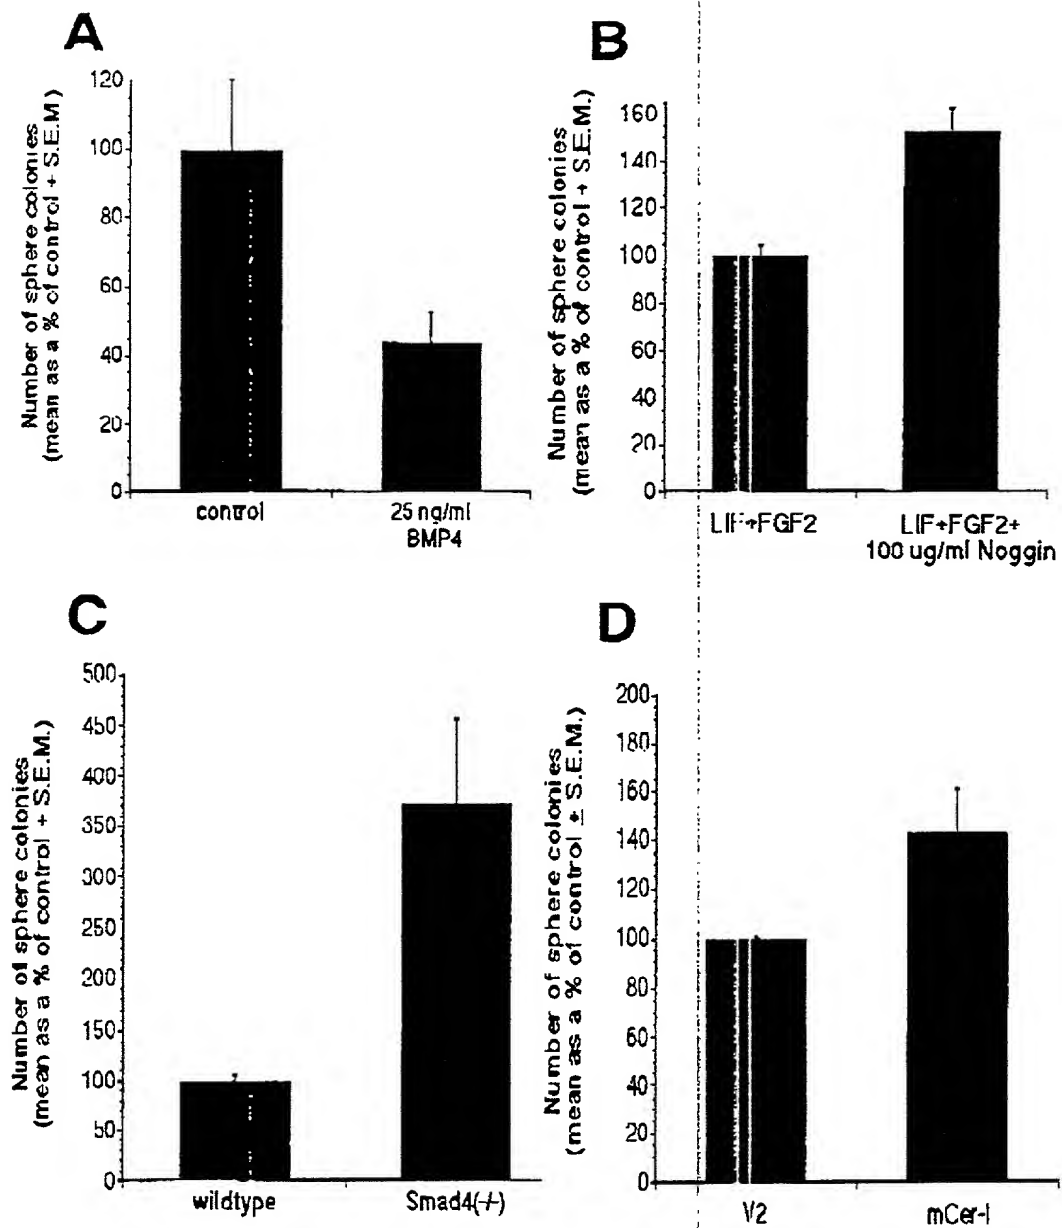 A
Number of sphere colonies
(mean as a % of control + S.E.M)
120
100
80
60
40
20
0
control
25 ng/ml
BMP4
B
Number of sphere colonies
(mean as a % of control + S.E.M.)
160
140
120
100
80
60
40
20
0
LIF+FGF2
LIF+FGF2+
100 ug/ml Noggin
C
Number of sphere colonies
(mean as a % of control + S.E.M.)
500
450
400
350
300
250
200
150
100
50
0
wildtype
Smad4(-/-)
D
Number of sphere colonies
(mean as a % of control ± S.E.M.)
200
180
160
140
120
100
80
60
40
20
0
V2
mCer-1